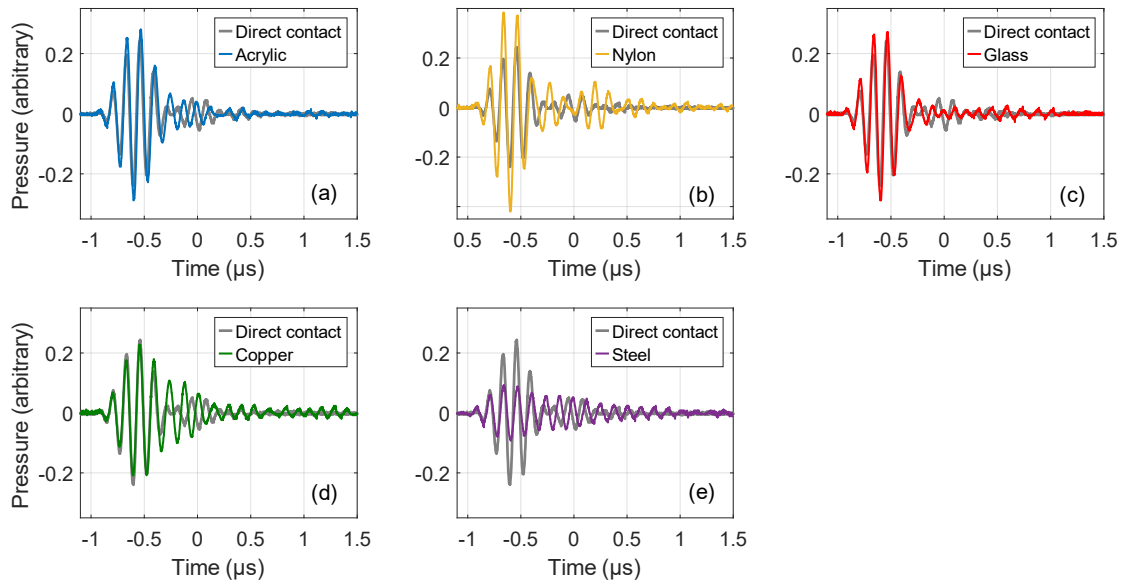 Pressure (arbitrary)
0.2
0
-0.2
Direct contact
Acrylic
(a)
-1 -0.5 0 0.5 1 1.5
Time (µs)
0.2
0
-0.2
Direct contact
Nylon
(b)
0.5 -0.5 0 0.5 1 1.5
Time (µs)
Pressure (arbitrary)
0.2
0
-0.2
Direct contact
Glass
(c)
-1 -0.5 0 0.5 1 1.5
Time (µs)
Pressure (arbitrary)
0.2
0
-0.2
Direct contact
Copper
(d)
-1 -0.5 0 0.5 1 1.5
Time (µs)
0.2
0
-0.2
Direct contact
Steel
(e)
-1 -0.5 0 0.5 1 1.5
Time (µs)